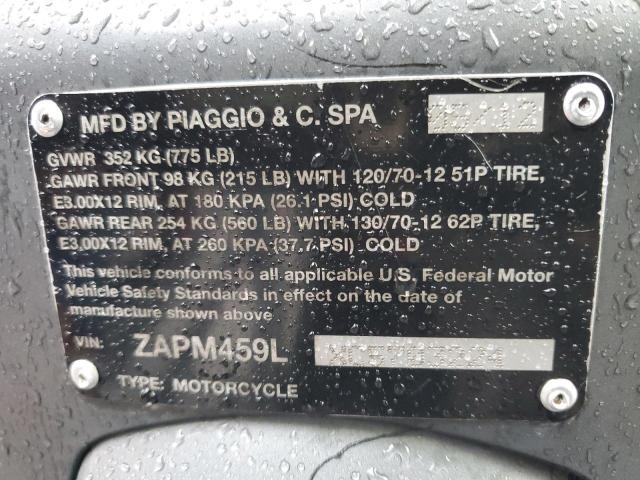 MFD BY PIAGGIO & C. SPA 08/12
GVWR 352 KG (775 LB)
GAWR FRONT 98 KG (215 LB) WITH 120/70-12 51P TIRE,
E3.00X12 RIM, AT 180 KPA (26.1 PSI) COLD
GAWR REAR 254 KG (560 LB) WITH 130/70-12 62P TIRE,
E3,00X12 RIM, AT 260 KPA (37.7 PSI) COLD
This vehicle conforms to all applicable U.S. Federal Motor
Vehicle Safety Standards in effect on the date of
manufacture shown above
VIN: ZAPM459L
TYPE: MOTORCYCLE